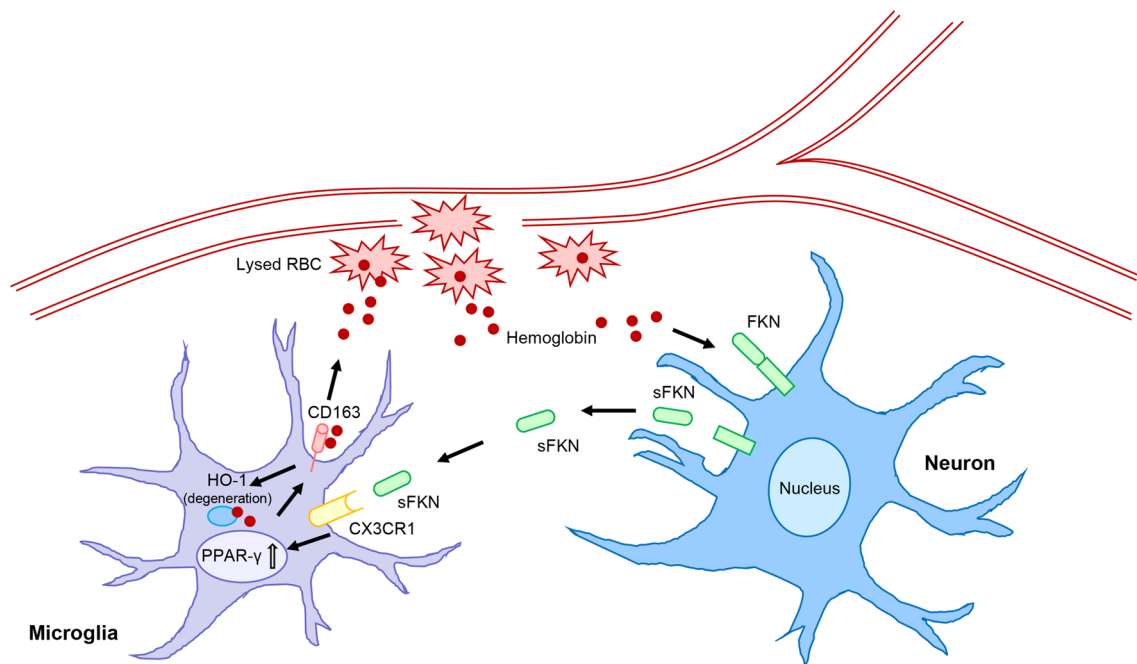 Lysed RBC
Hemoglobin
FKN
sFKN
CD163
sFKN
HO-1
(degeneration)
sFKN
CX3CR1
PPAR-γ ⇧
Nucleus
Neuron
Microglia